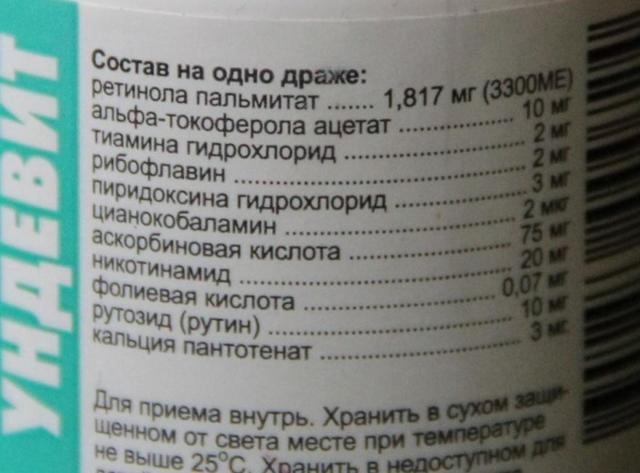 УНДЕВИТ
Состав на одно драже:
ретинола пальмитат ....... 1,817 мг (3300МЕ)
альфа-токоферола ацетат ................. 10 мг
тиамина гидрохлорид .......................... 2 мг
рибофлавин .......................................... 2 мг
пиридоксина гидрохлорид ................... 3 мг
цианокобаламин ................................. 2 мкг
аскорбиновая кислота ....................... 75 мг
никотинамид ...................................... 20 мг
фолиевая кислота ........................... 0,07 мг
рутозид (рутин) ................................... 10 мг
кальция пантотенат .............................. 3 мг
Для приема внутрь. Хранить в сухом защи-
щенном от света месте при температуре
не выше 25°С. Хранить в недоступном для